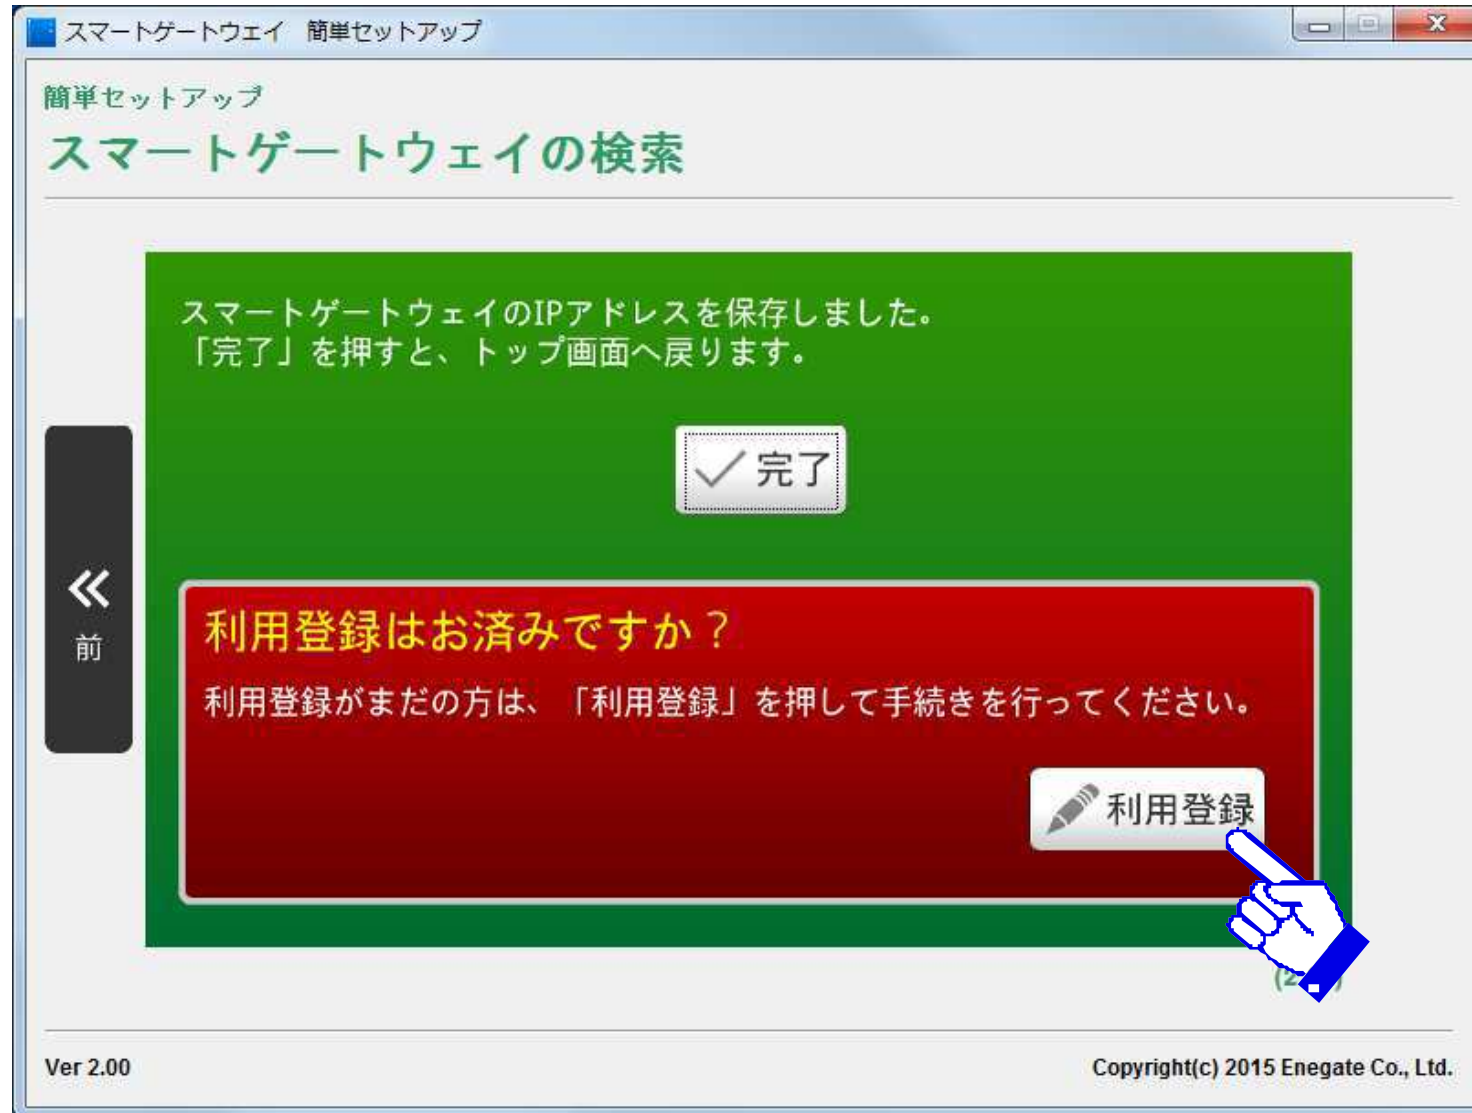 スマートゲートウエイ　簡単セットアップ
簡単セットアップ
スマートゲートウェイの検索
スマートゲートウェイのIPアドレスを保存しました。
「完了」を押すと、トップ画面へ戻ります。
完了
前
利用登録はお済みですか？
利用登録がまだの方は、「利用登録」を押して手続きを行ってください。
利用登録
Ver 2.00
Copyright(c) 2015 Enegate Co., Ltd.